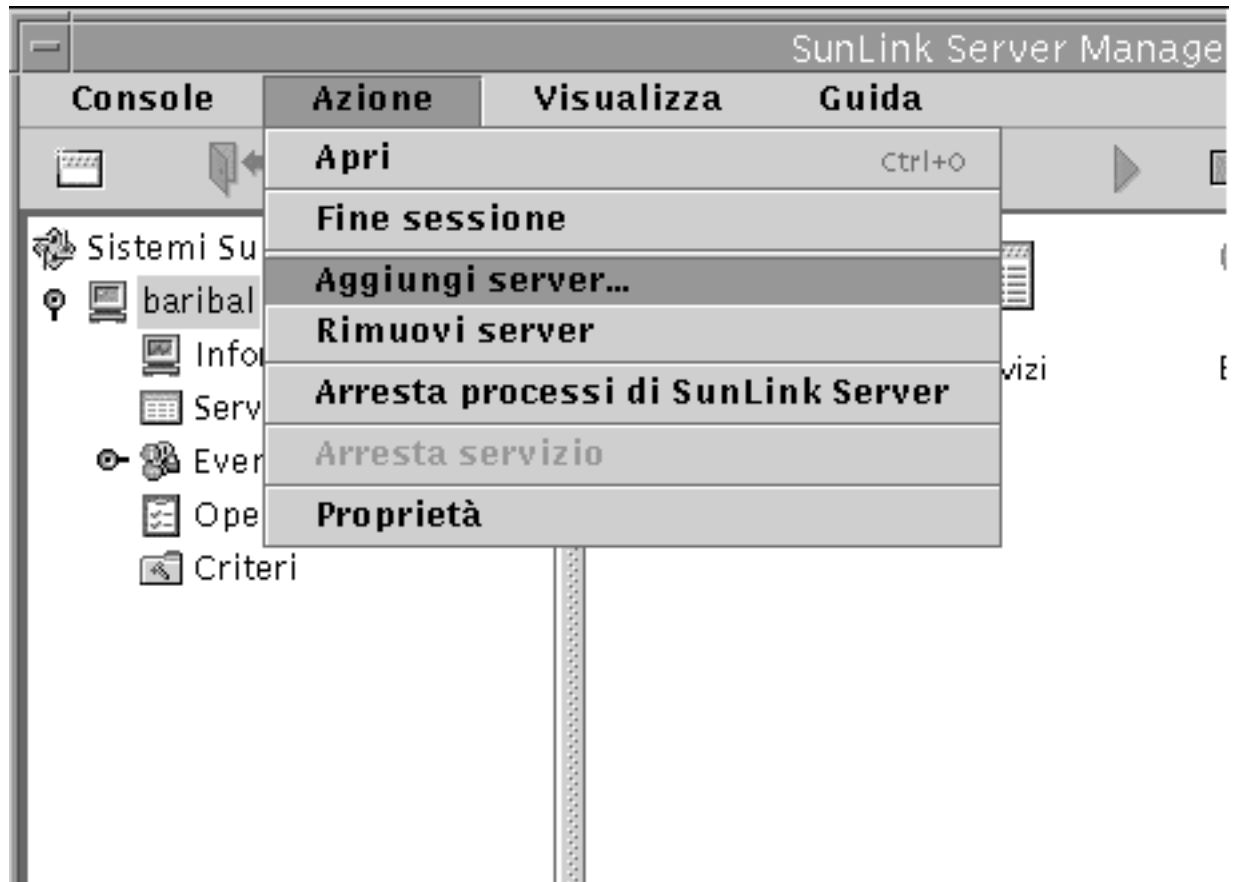 SunLink Server Manage
Console Azione Visualizza Guida
Apri Ctrl+O
Fine sessione
Sistemi Su
Aggiungi server...
baribal
Rimuovi server
Infor
vizi
Arresta processi di SunLink Server
Serv
Arresta servizio
Even
Proprietà
Ope
Criteri